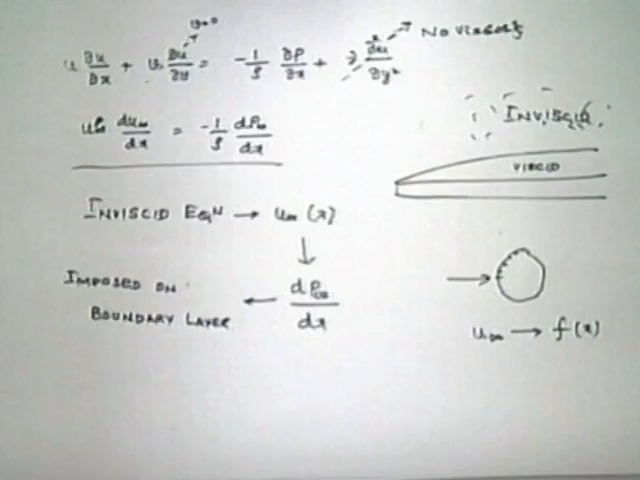 v=0
u ∂u/∂x + v ∂u/∂y = -1/ρ ∂P/∂x + ν ∂²u/∂y² → No Viscosity
u∞ du∞/dx = -1/ρ dP∞/dx
INVISCID
VISCID
INVISCID EQN → u∞ (x)
↓
IMPOSED ON BOUNDARY LAYER ← dP∞/dx
u∞ → f(x)